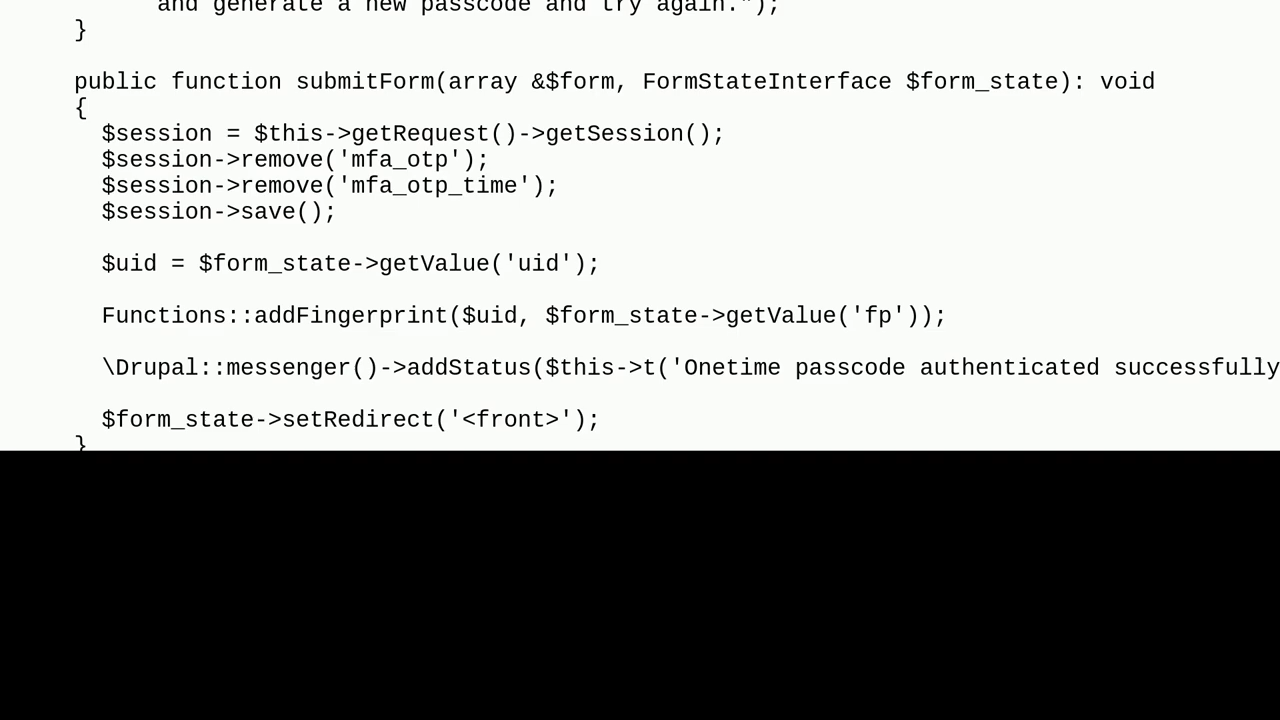 and generate a new passcode and try again.");
}
public function submitForm(array &$form, FormStateInterface $form_state): void
{
$session = $this->getRequest()->getSession();
$session->remove('mfa_otp');
$session->remove('mfa_otp_time');
$session->save();
$uid = $form_state->getValue('uid');
Functions::addFingerprint($uid, $form_state->getValue('fp'));
\Drupal::messenger()->addStatus($this->t('Onetime passcode authenticated successfully
$form_state->setRedirect('<front>');
}